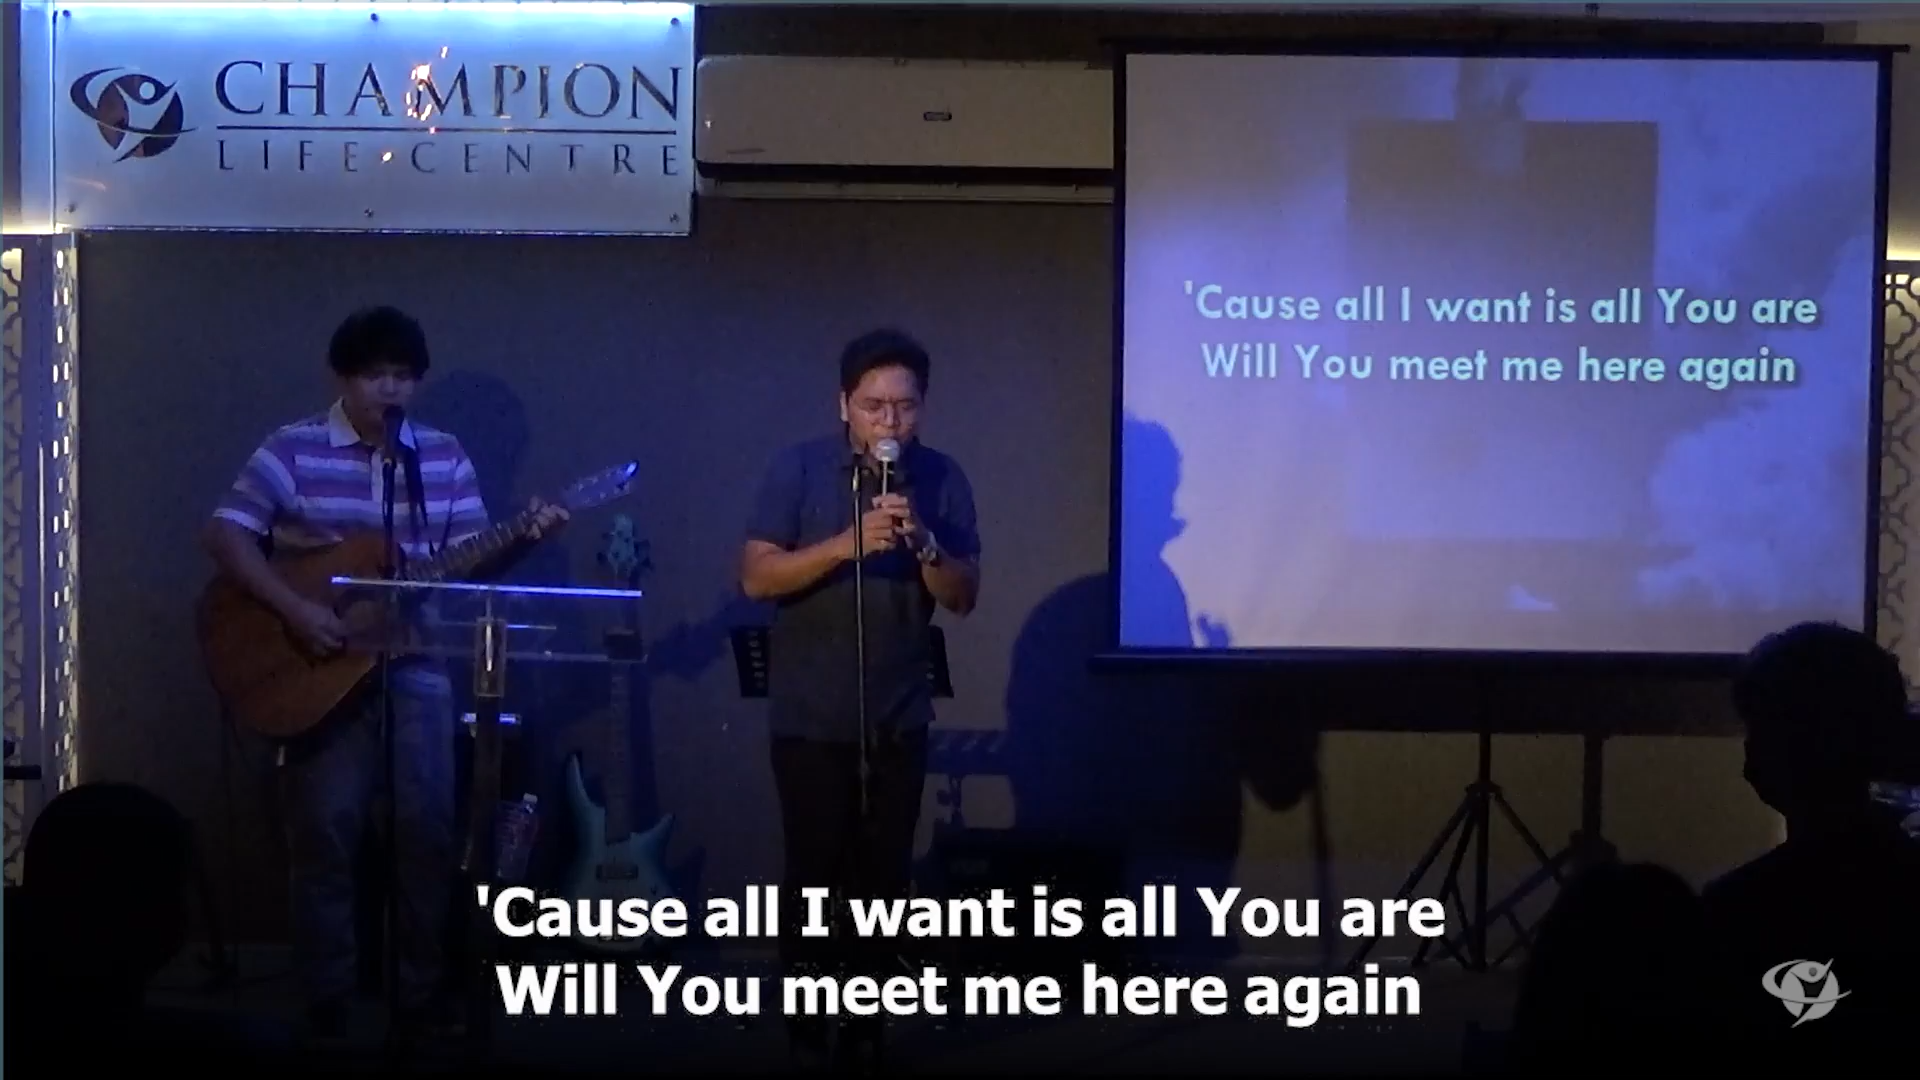 CHAMPION
LIFE CENTRE
'Cause all I want is all You are
Will You meet me here again
'Cause all I want is all You are
Will You meet me here again